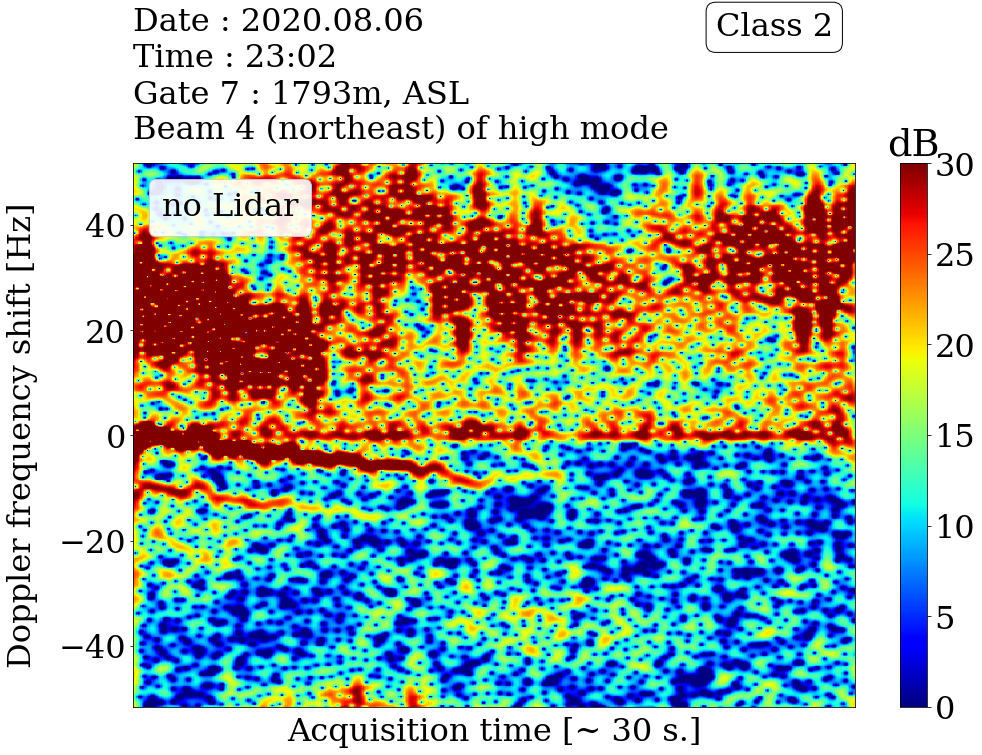 Date : 2020.08.06
Time : 23:02
Gate 7 : 1793m, ASL
Beam 4 (northeast) of high mode
Class 2
dB
no Lidar
Doppler frequency shift [Hz]
40
20
0
−20
−40
Acquisition time [~ 30 s.]
30
25
20
15
10
5
0